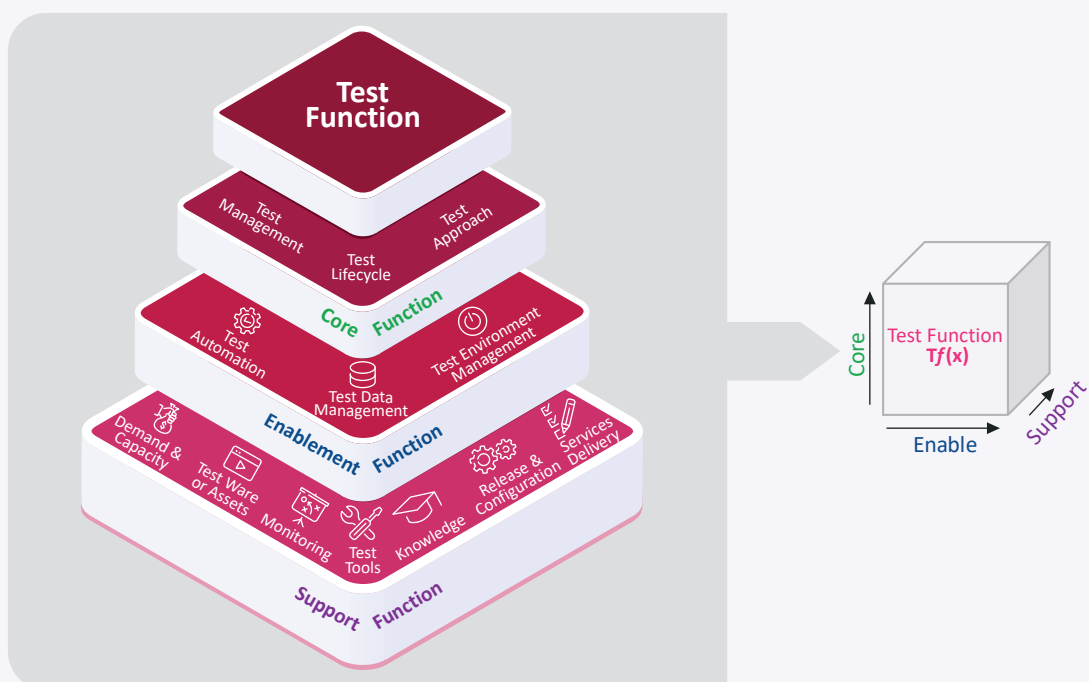 Test
Function
Test
Management
Test
Lifecycle
Test
Approach
Core Function
Test
Automation
Test Data
Management
Test Environment
Management
Enablement Function
Demand &
Capacity
Test Ware
or Assets
Monitoring
Test
Tools
Knowledge
Release &
Configuration
Services
Delivery
Support Function
Core
Test Function
Tf(x)
Enable
Support